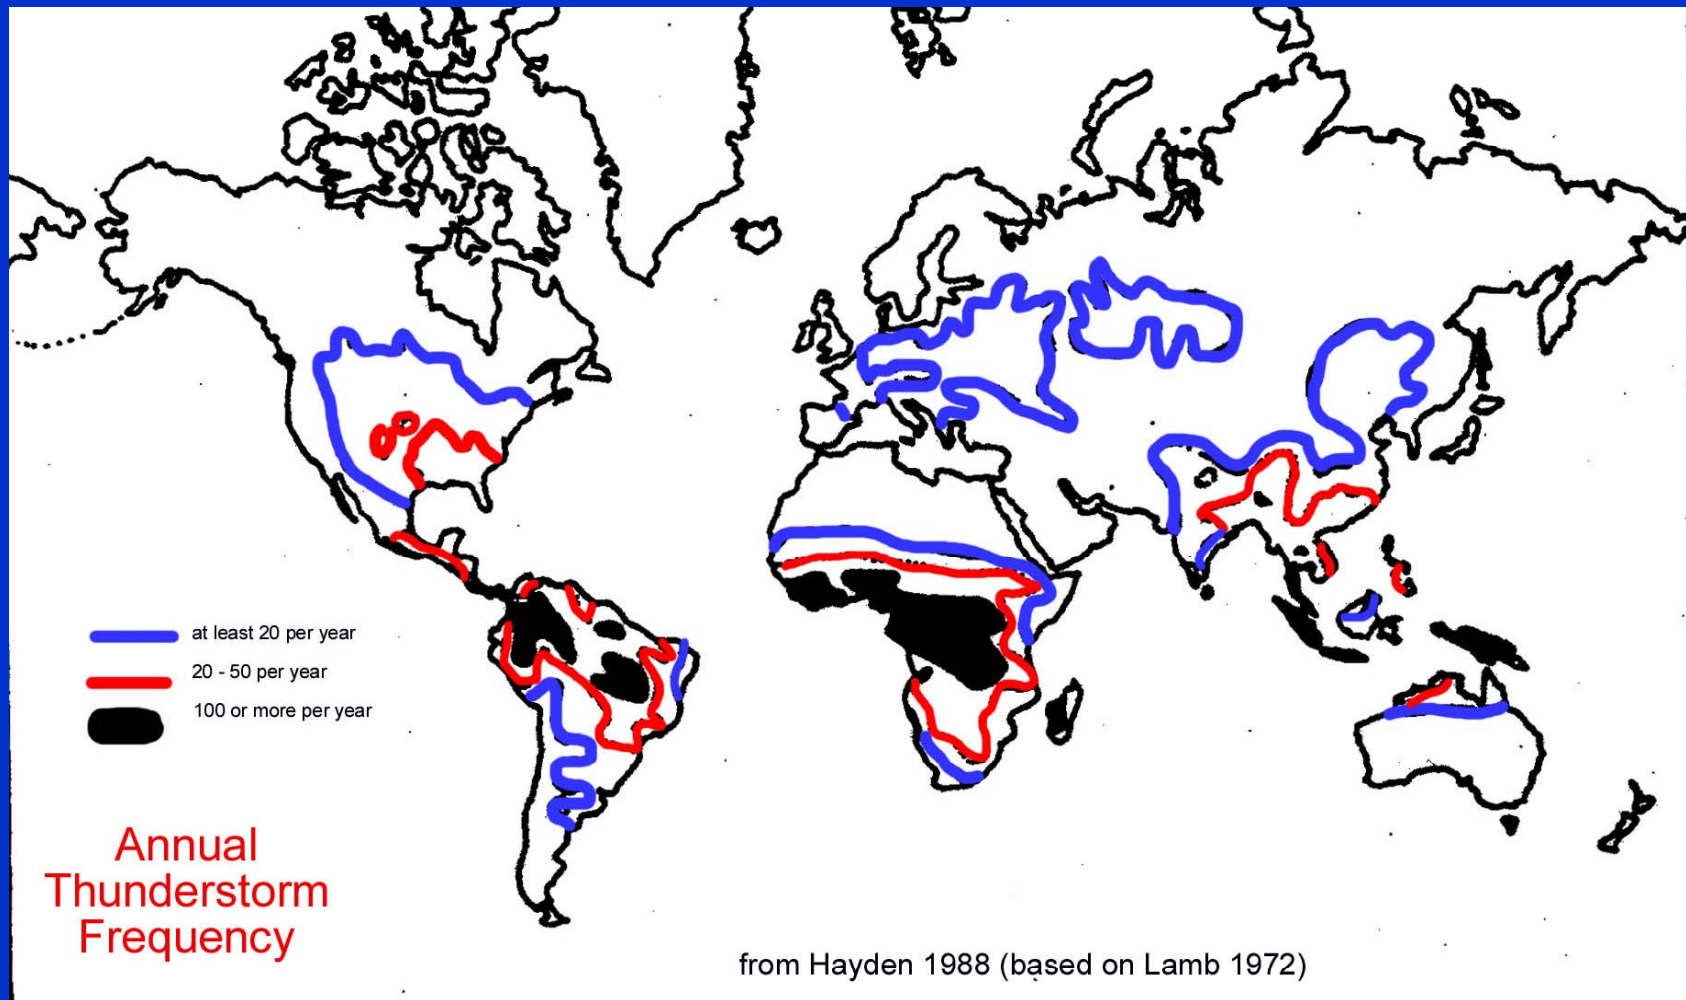 at least 20 per year
20 - 50 per year
100 or more per year
Annual
Thunderstorm
Frequency
from Hayden 1988 (based on Lamb 1972)